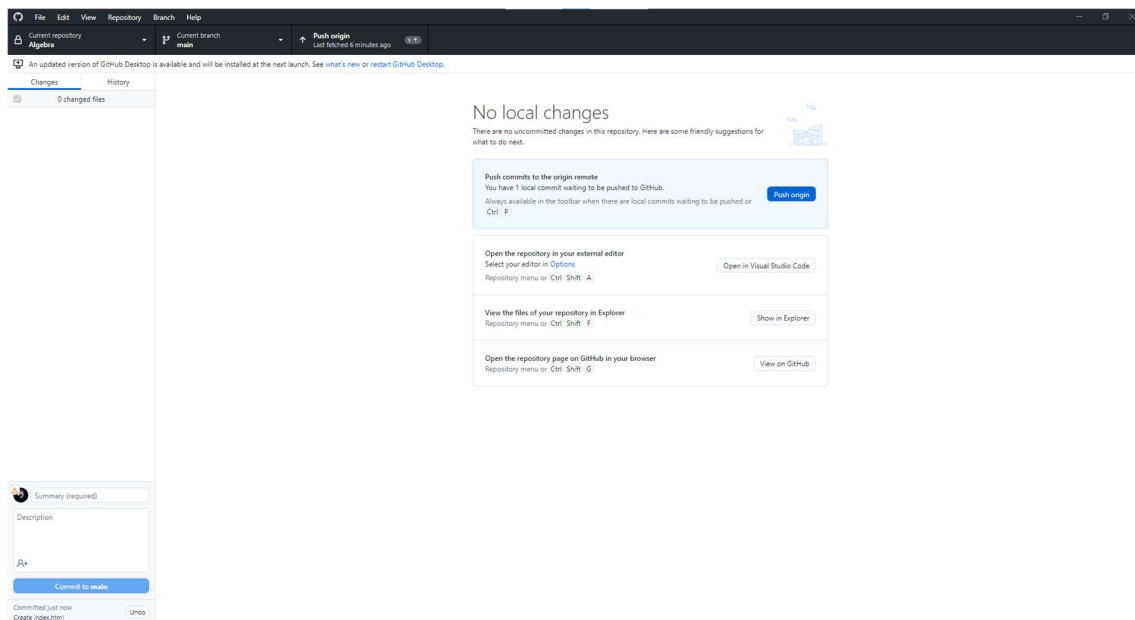 File Edit View Repository Branch Help
Current repository
Algebra
Current branch
main
Push origin
Last fetched 6 minutes ago
1↑
An updated version of GitHub Desktop is available and will be installed at the next launch. See what's new or restart GitHub Desktop.
Changes History
0 changed files
No local changes
There are no uncommitted changes in this repository. Here are some friendly suggestions for
what to do next.
Push commits to the origin remote
You have 1 local commit waiting to be pushed to GitHub.
Always available in the toolbar when there are local commits waiting to be pushed or
Ctrl P
Push origin
Open the repository in your external editor
Select your editor in Options
Repository menu or Ctrl Shift A
Open in Visual Studio Code
View the files of your repository in Explorer
Repository menu or Ctrl Shift F
Show in Explorer
Open the repository page on GitHub in your browser
Repository menu or Ctrl Shift G
View on GitHub
Summary (required)
Description
Commit to main
Committed just now
Create index.html
Undo